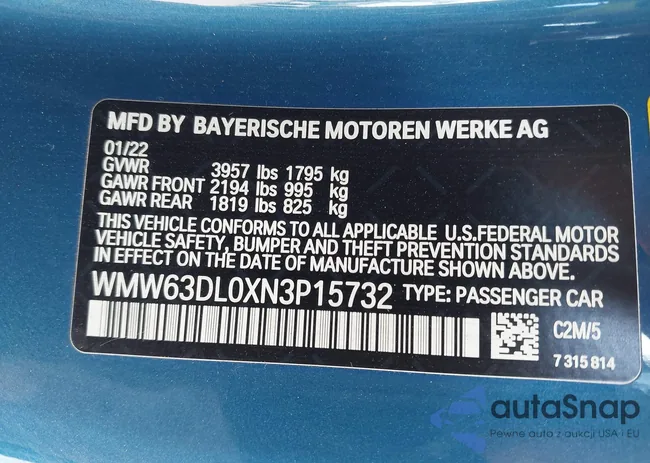 MFD BY BAYERISCHE MOTOREN WERKE AG
01/22
GVWR 3957 lbs 1795 kg
GAWR FRONT 2194 lbs 995 kg
GAWR REAR 1819 lbs 825 kg
THIS VEHICLE CONFORMS TO ALL APPLICABLE U.S.FEDERAL MOTOR
VEHICLE SAFETY, BUMPER AND THEFT PREVENTION STANDARDS
IN EFFECT ON THE DATE OF MANUFACTURE SHOWN ABOVE.
WMW63DL0XN3P15732 TYPE: PASSENGER CAR
C2M/5
7 315 814
autaSnap
Pewne auta z aukcji USA i EU